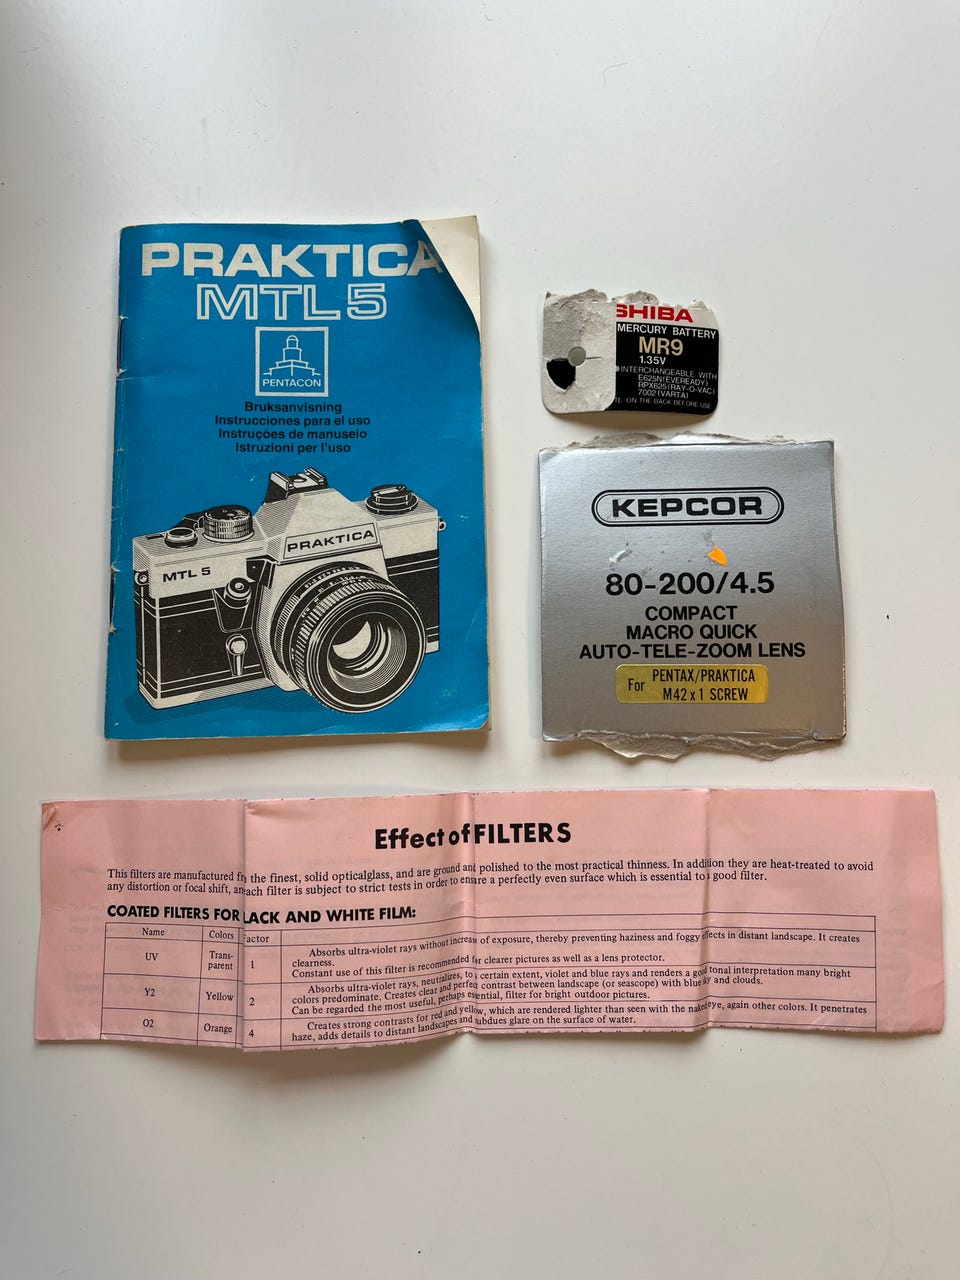 PRAKTICA
MTL5
PENTACON
Bruksanvisning
Instrucciones para el uso
Instruções de manuseio
Istruzioni per l'uso
PRAKTICA
MTL 5
SHIBA
MERCURY BATTERY
MR9
1.35V
INTERCHANGEABLE WITH
E625N(EVEREADY)
RPX625(RAY-O-VAC)
7002(VARTA)
TE ON THE BACK BEFORE USE
KEPCOR
80-200/4.5
COMPACT
MACRO QUICK
AUTO-TELE-ZOOM LENS
For PENTAX/PRAKTICA
M42 x 1 SCREW
Effect of FILTERS
This filters are manufactured fr the finest, solid opticalglass, and are ground and polished to the most practical thinness. In addition they are heat-treated to avoid
any distortion or focal shift, an each filter is subject to strict tests in order to ensure a perfectly even surface which is essential to good filter.
COATED FILTERS FOR LACK AND WHITE FILM:
Name Colors actor
UV Trans-parent 1 Absorbs ultra-violet rays without increase of exposure, thereby preventing haziness and foggy effects in distant landscape. It creates
clearness.
Constant use of this filter is recommended for clearer pictures as well as a lens protector.
Y2 Yellow 2 Absorbs ultra-violet rays, neutralizes, to certain extent, violet and blue rays and renders a good tonal interpretation many bright
colors predominate. Creates clear and perfect contrast between landscape (or seascope) with blue sky and clouds.
Can be regarded the most useful, perhaps essential, filter for bright outdoor pictures.
O2 Orange 4 Creates strong contrasts for red and yellow, which are rendered lighter than seen with the naked eye, again other colors. It penetrates
haze, adds details to distant landscapes and subdues glare on the surface of water.